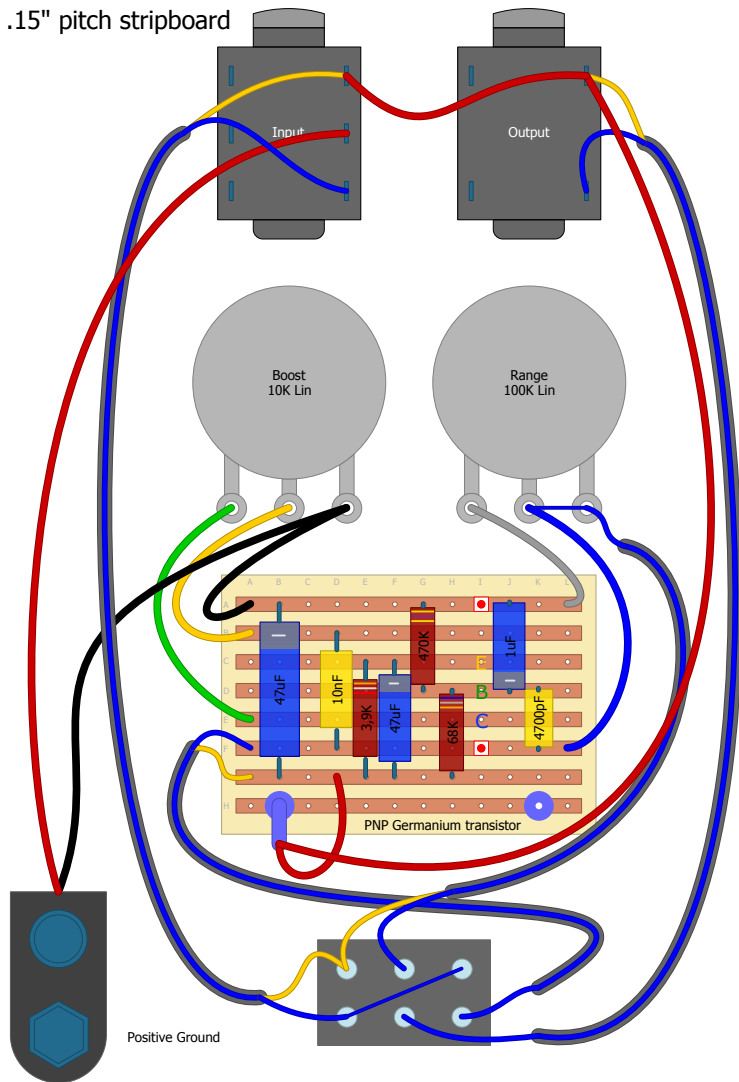 .15" pitch stripboard
Input
Output
Boost
10K Lin
Range
100K Lin
A B C D E F G H I J K L
A
B
C
D
E
F
H
47uF
10nF
3,9K
47uF
470K
68K
1uF
4700pF
E
B
C
PNP Germanium transistor
Positive Ground